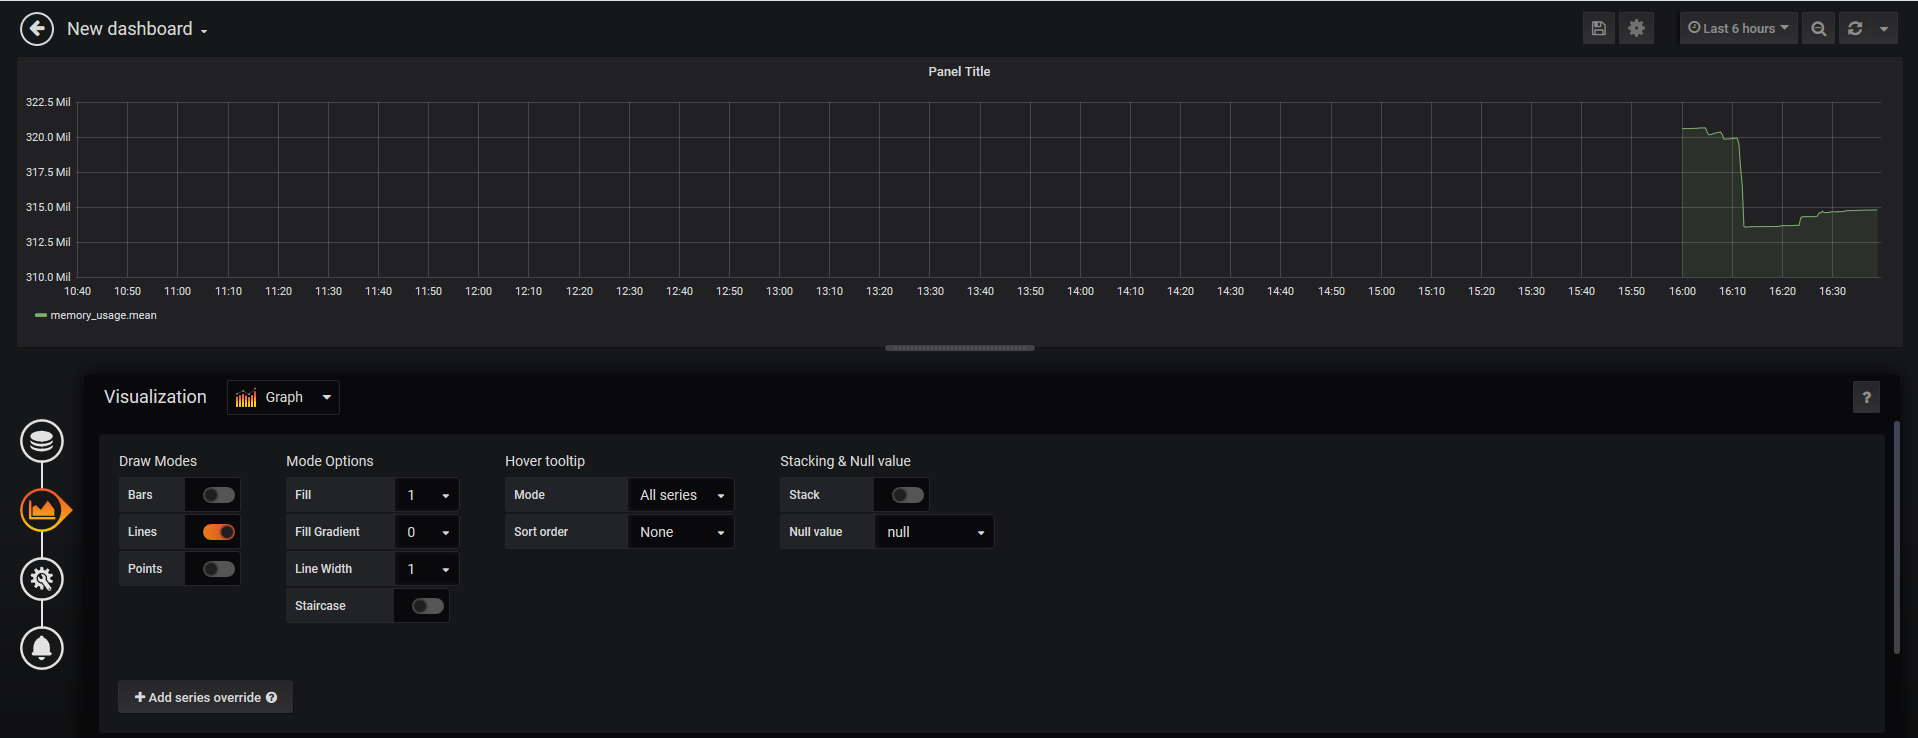 New dashboard
Last 6 hours
Panel Title
322.5 Mil
320.0 Mil
317.5 Mil
315.0 Mil
312.5 Mil
310.0 Mil
10:40 10:50 11:00 11:10 11:20 11:30 11:40 11:50 12:00 12:10 12:20 12:30 12:40 12:50 13:00 13:10 13:20 13:30 13:40 13:50 14:00 14:10 14:20 14:30 14:40 14:50 15:00 15:10 15:20 15:30 15:40 15:50 16:00 16:10 16:20 16:30
memory_usage.mean
Visualization Graph ?
Draw Modes Mode Options Hover tooltip Stacking & Null value
Bars Fill 1 Mode All series Stack
Lines Fill Gradient 0 Sort order None Null value null
Points Line Width 1
Staircase
+ Add series override ?